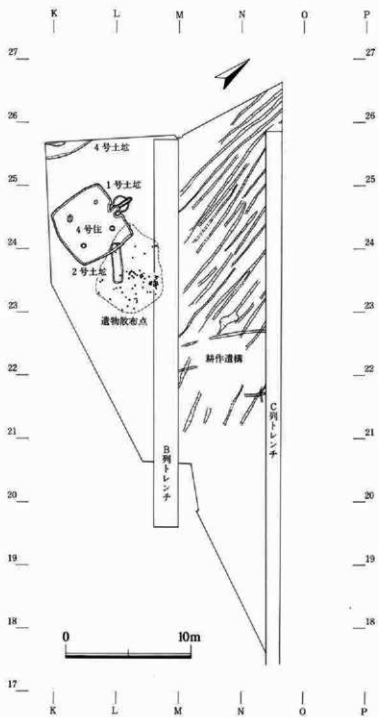 K L M N O P
27 27
26 26
4号土坑
25 25
1号土坑
4号住
24 24
2号土坑
23 23
遺物散布点
22 22
耕作遺構
21 21
B列トレンチ
C列トレンチ
20 20
19 19
18 18
0 10m
17
K L M N O P